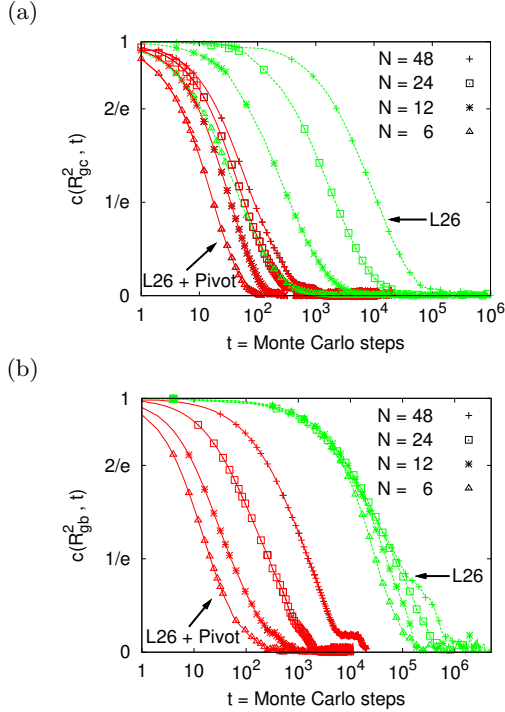 (a)
c(R²gc , t)
1
2/e
1/e
0
N = 48
N = 24
N = 12
N = 6
L26
L26 + Pivot
1 10 10² 10³ 10⁴ 10⁵ 10⁶
t = Monte Carlo steps
(b)
c(R²gb , t)
1
2/e
1/e
0
N = 48
N = 24
N = 12
N = 6
L26
L26 + Pivot
1 10 10² 10³ 10⁴ 10⁵ 10⁶
t = Monte Carlo steps